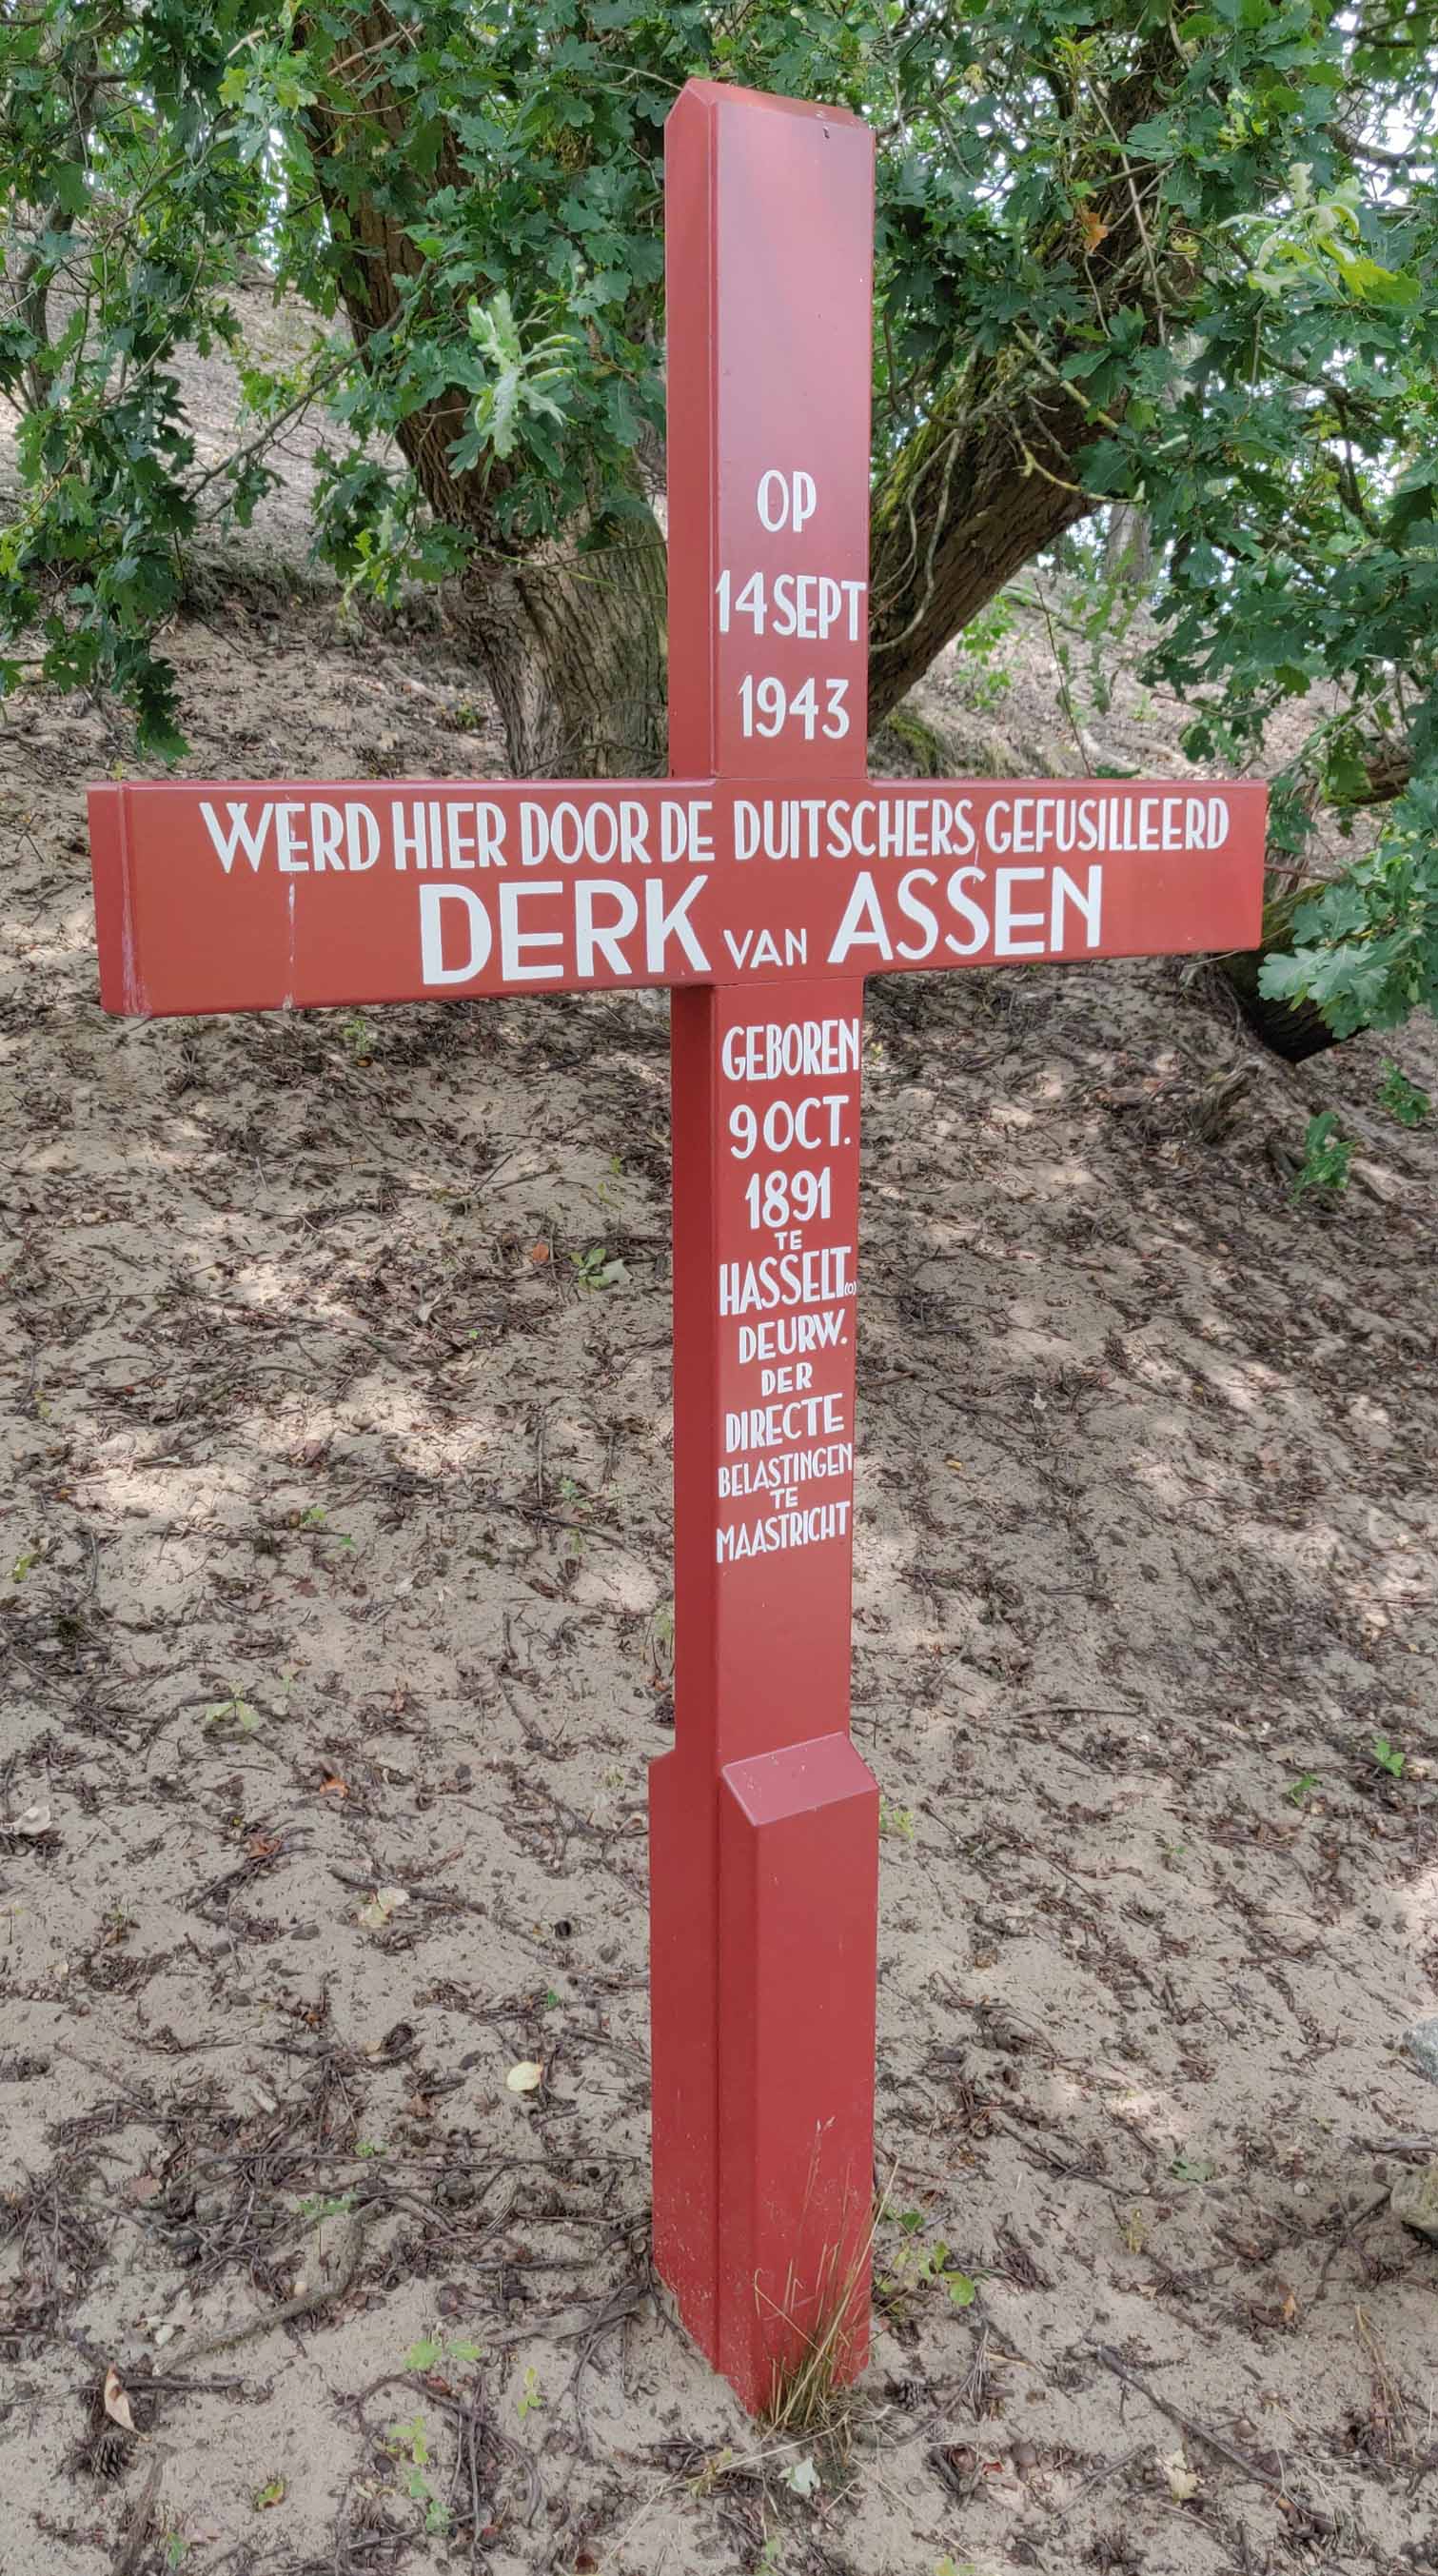 OP
14 SEPT
1943
WERD HIER DOOR DE DUITSCHERS GEFUSILLEERD
DERK VAN ASSEN
GEBOREN
9 OCT.
1891
TE
HASSELT (O)
DEURW.
DER
DIRECTE
BELASTINGEN
TE
MAASTRICHT